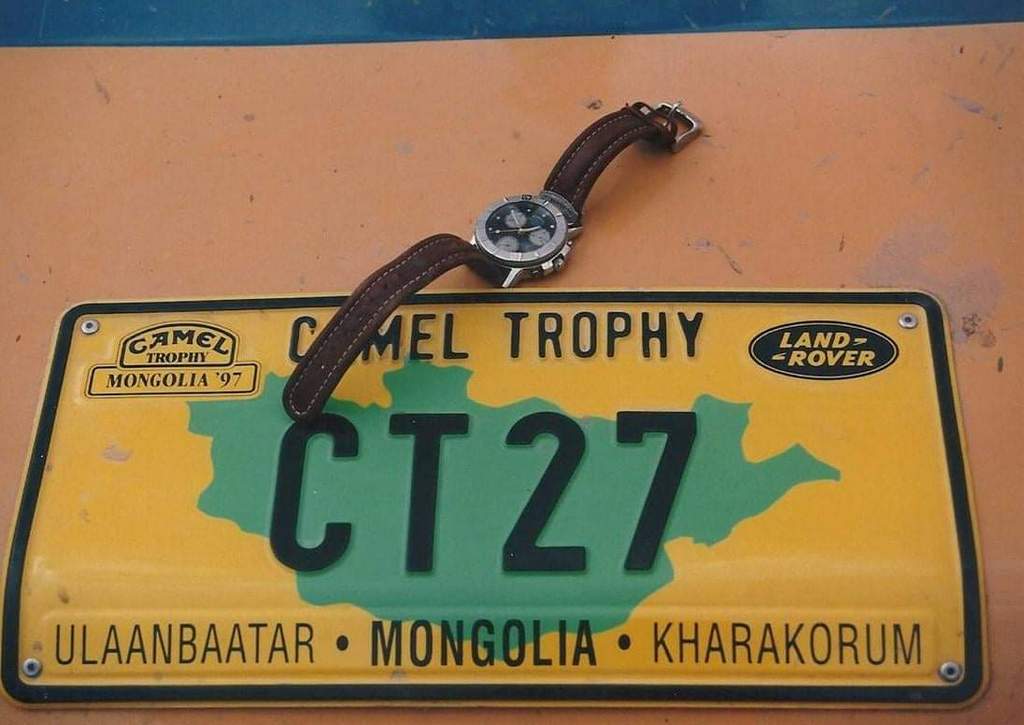 CAMEL TROPHY
CAMEL
TROPHY
MONGOLIA '97
LAND-
-ROVER
CT27
ULAANBAATAR • MONGOLIA • KHARAKORUM